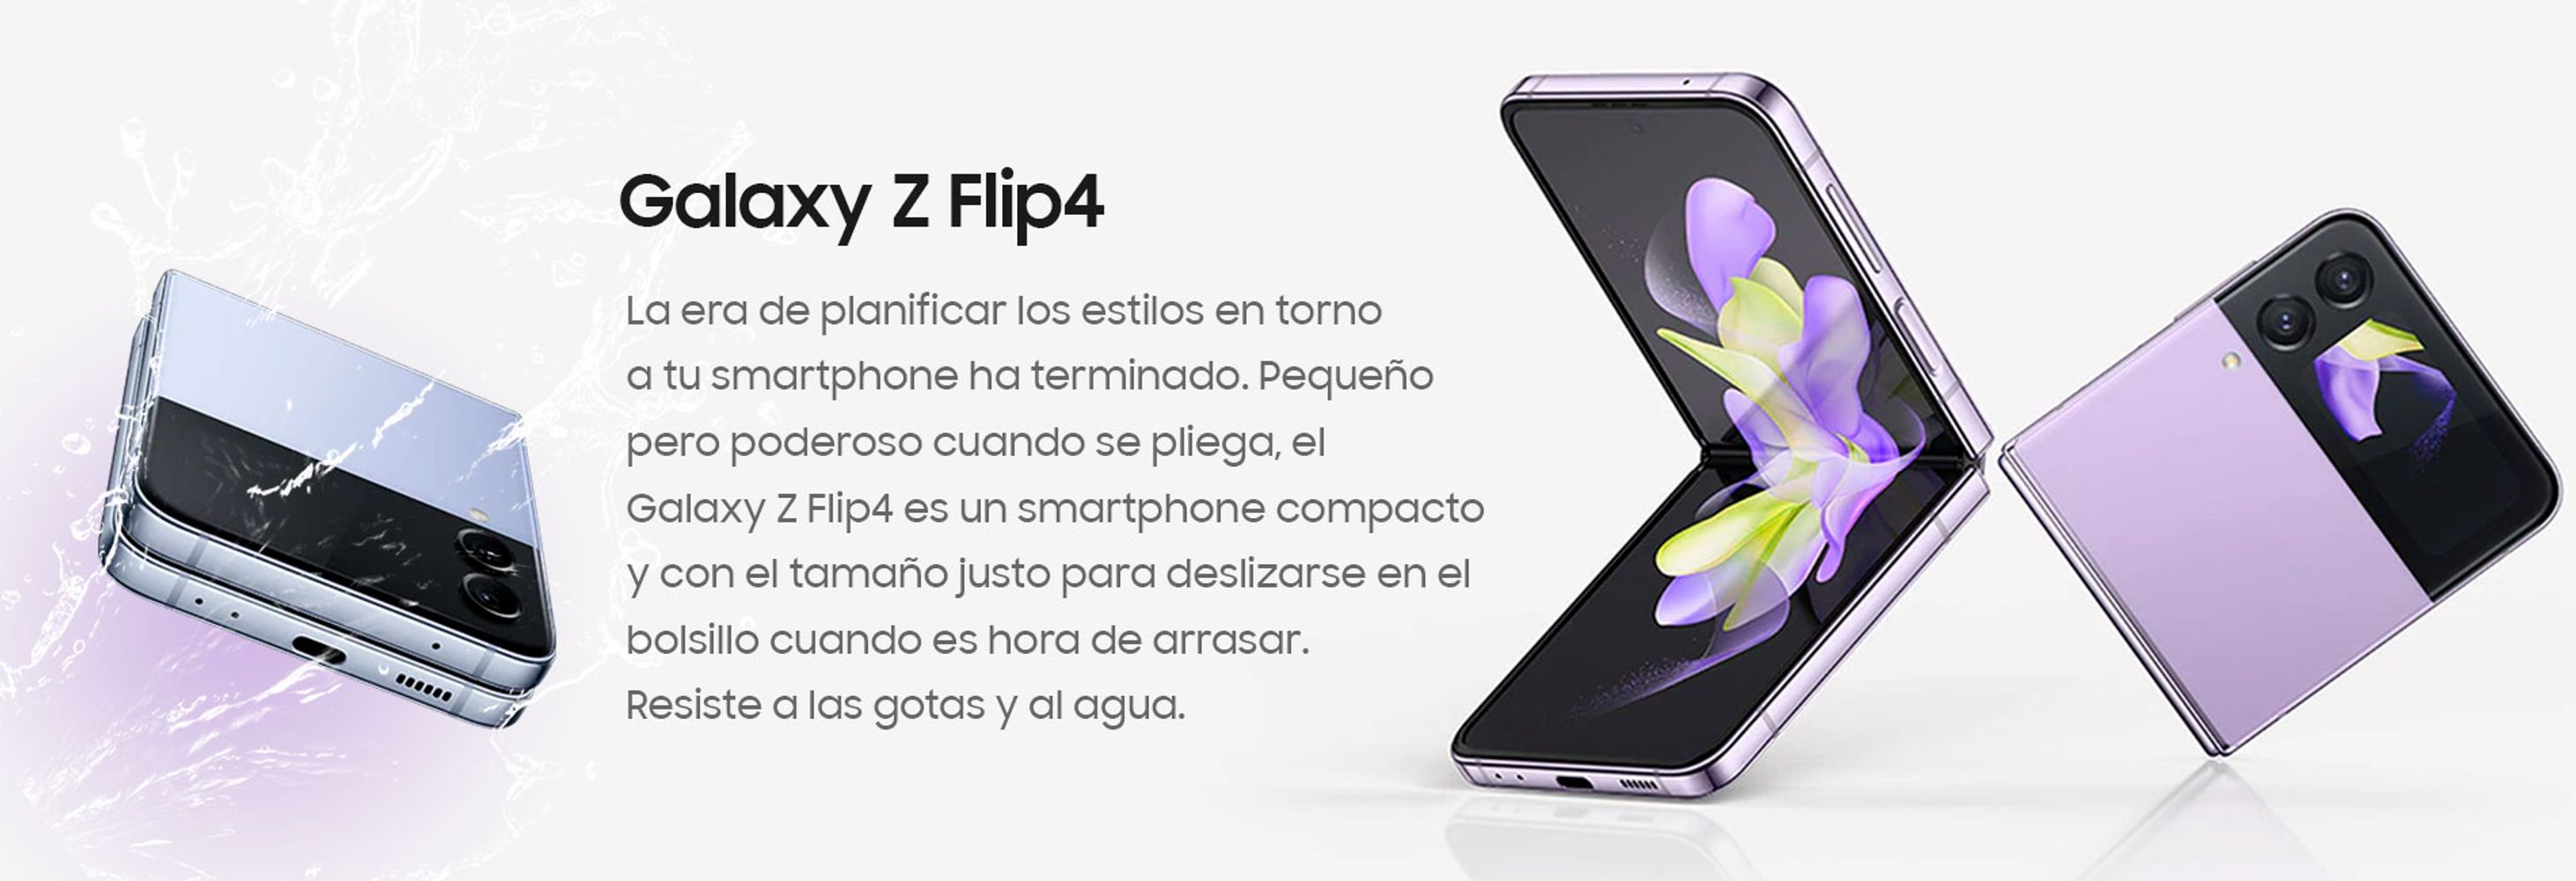 Galaxy Z Flip4
La era de planificar los estilos en torno
a tu smartphone ha terminado. Pequeño
pero poderoso cuando se pliega, el
Galaxy Z Flip4 es un smartphone compacto
y con el tamaño justo para deslizarse en el
bolsillo cuando es hora de arrasar.
Resiste a las gotas y al agua.